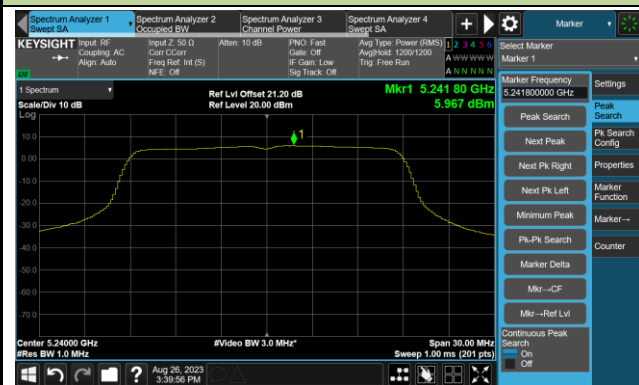 Spectrum Analyzer 1
Swept SA
Spectrum Analyzer 2
Occupied BW
Spectrum Analyzer 3
Channel Power
Spectrum Analyzer 4
Swept SA
Marker
KEYSIGHT
Input: RF
Coupling: AC
Align: Auto
Input Z: 50 Ω
Corr CCorr
Freq Ref: Int (S)
NFE: Off
Atten: 10 dB
PNO: Fast
Gate: Off
IF Gain: Low
Sig Track: Off
Avg Type: Power (RMS)
Avg|Hold: 1200/1200
Trig: Free Run
1 2 3 4 5 6
A W W W W W
A N N N N N
Select Marker
Marker 1
1 Spectrum
Scale/Div 10 dB
Log
Ref Lvl Offset 21.20 dB
Ref Level 20.00 dBm
Mkr1 5.241 80 GHz
5.967 dBm
1
10.0
0.00
-10.0
-20.0
-30.0
-40.0
-50.0
-60.0
-70.0
Center 5.24000 GHz
#Res BW 1.0 MHz
#Video BW 3.0 MHz*
Span 30.00 MHz
Sweep 1.00 ms (201 pts)
Marker Frequency
5.241800000 GHz
Peak Search
Next Peak
Next Pk Right
Next Pk Left
Minimum Peak
Pk-Pk Search
Marker Delta
Mkr→CF
Mkr→Ref Lvl
Continuous Peak
Search
On
Off
Settings
Peak
Search
Pk Search
Config
Properties
Marker
Function
Marker→
Counter
Aug 26, 2023
3:39:56 PM